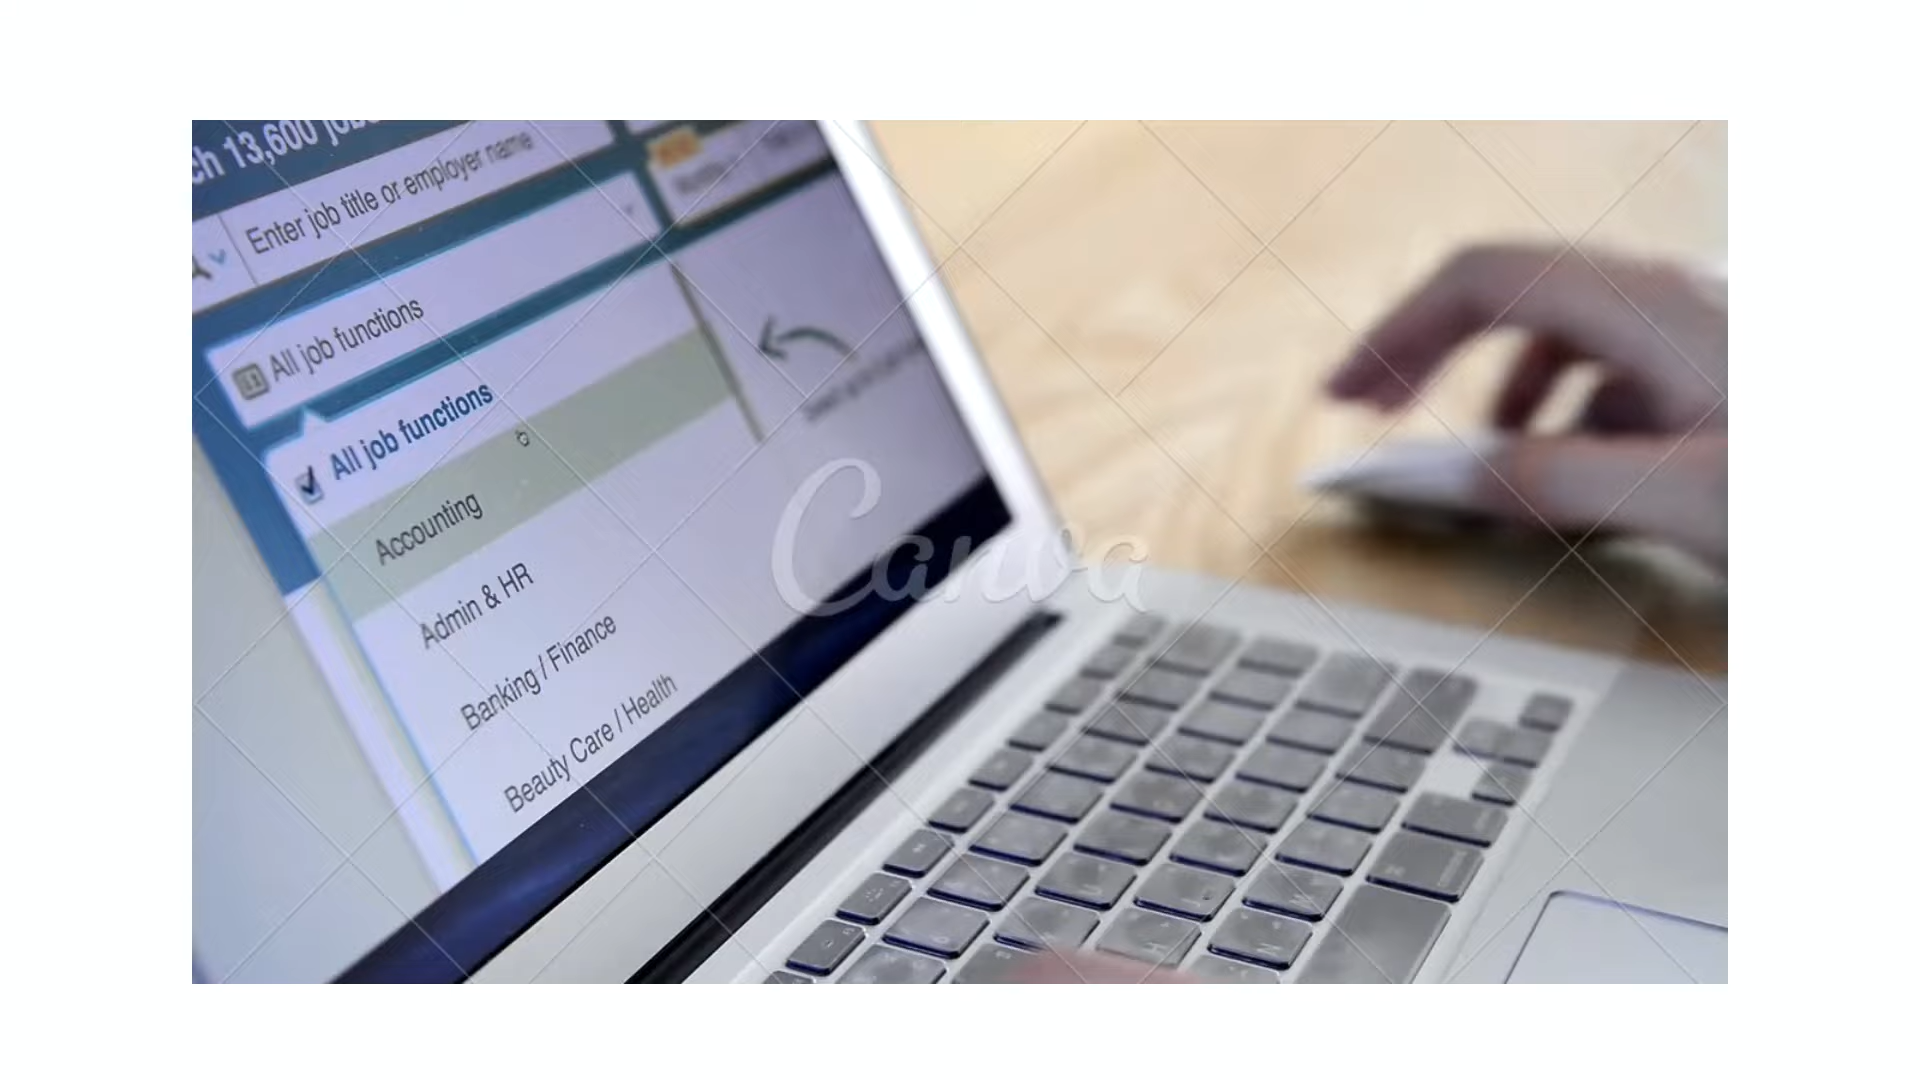 ch 13,600 jobs
Enter job title or employer name
All job functions
All job functions
Accounting
Admin & HR
Banking / Finance
Beauty Care / Health
Canva